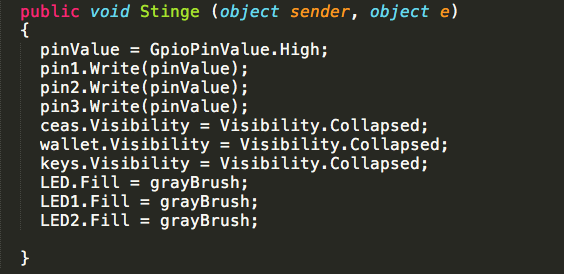 public void Stinge (object sender, object e)
{
pinValue = GpioPinValue.High;
pin1.Write(pinValue);
pin2.Write(pinValue);
pin3.Write(pinValue);
ceas.Visibility = Visibility.Collapsed;
wallet.Visibility = Visibility.Collapsed;
keys.Visibility = Visibility.Collapsed;
LED.Fill = grayBrush;
LED1.Fill = grayBrush;
LED2.Fill = grayBrush;
}